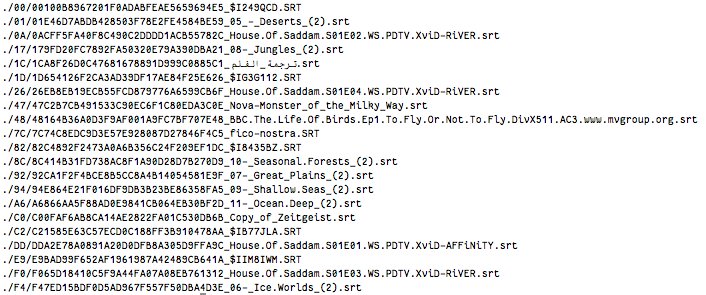 ./00/00100B8967201F0ADABFEAE5659694E5_$I249QCD.SRT
./01/01E46D7ABDB428503F78E2FE4584BE59_05_-_Deserts_(2).srt
./0A/0ACFF5FA40F8C490C2DDDD1ACB55782C_House.Of.Saddam.S01E02.WS.PDTV.XviD-RiVER.srt
./17/179FD20FC7892FA50320E79A390DBA21_08-_Jungles_(2).srt
./1C/1CA8F26D0C47681678891D999C0885C1_ترجمة_الفلم.srt
./1D/1D654126F2CA3AD39DF17AE84F25E626_$IG3G112.SRT
./26/26EB8EB19ECB55FCD879776A6599CB6F_House.Of.Saddam.S01E04.WS.PDTV.XviD-RiVER.srt
./47/47C2B7CB491533C90EC6F1C80EDA3C0E_Nova-Monster_of_the_Milky_Way.srt
./48/48164B36A0D3F9AF001A9FC7BF707E48_BBC.The.Life.Of.Birds.Ep1.To.Fly.Or.Not.To.Fly.DivX511.AC3.www.mvgroup.org.srt
./7C/7C74C8EDC9D3E57E928087D27846F4C5_fico-nostra.SRT
./82/82C4892F2473A0A6B356C24F209EF1DC_$I8435BZ.SRT
./8C/8C414B31FD738AC8F1A90D28D7B270D9_10-_Seasonal.Forests_(2).srt
./92/92CA1F2F4BCE8B5CC8A4B14054581E9F_07-_Great_Plains_(2).srt
./94/94E864E21F016DF9DB3B23BE86358FA5_09-_Shallow.Seas_(2).srt
./A6/A6866AA5F88AD0E9841CB064EB30BF2D_11-_Ocean.Deep_(2).srt
./C0/C00FAF6AB8CA14AE2822FA01C530DB6B_Copy_of_Zeitgeist.srt
./C2/C21585E63C57ECD0C188FF3B910478AA_$IB77JLA.SRT
./DD/DDA2E78A0891A20D0DFB8A305D9FFA9C_House.Of.Saddam.S01E01.WS.PDTV.XviD-AFFiNiTY.srt
./E9/E9BAD99F652AF1961987A42489CB641A_$IIM8IWM.SRT
./F0/F065D18410C5F9A44FA07A08EB761312_House.Of.Saddam.S01E03.WS.PDTV.XviD-RiVER.srt
./F4/F47ED15BDF0D5AD967F557F50DBA4D3E_06-_Ice.Worlds_(2).srt